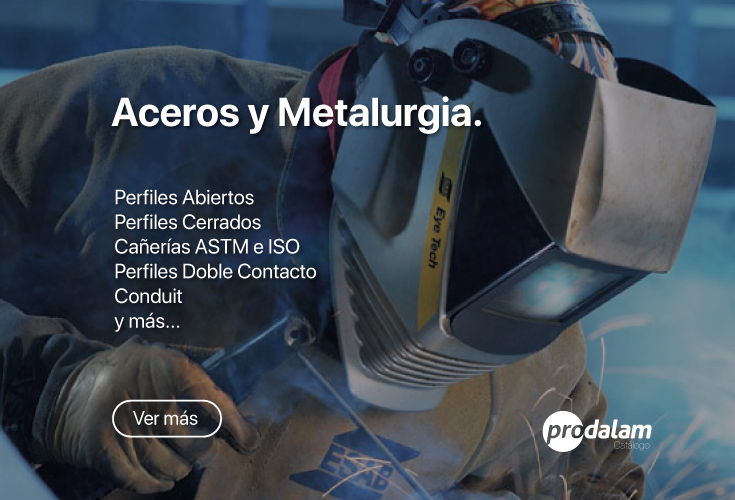 Aceros y Metalurgia.
Perfiles Abiertos
Perfiles Cerrados
Cañerías ASTM e ISO
Perfiles Doble Contacto
Conduit
y más...
Ver más
Eye Tech
ESAB
prodalam
Catálogo